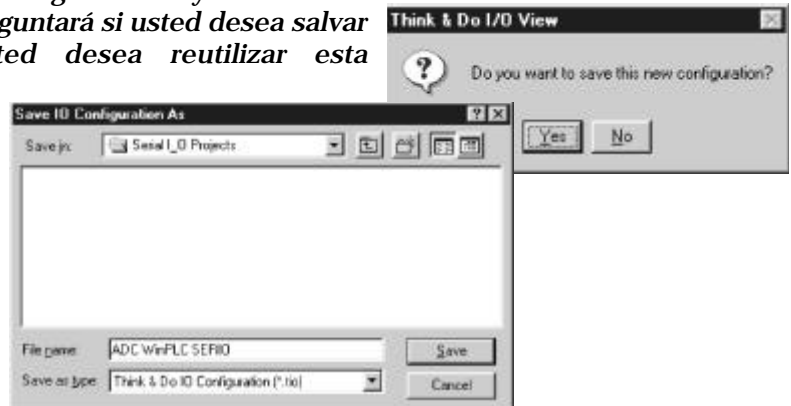 guntará si usted desea salvar
ted desea reutilizar esta
Think & Do I/O View
Do you want to save this new configuration?
Yes No
Save IO Configuration As
Save in: Serial I_O Projects
File name: ADC WinPLC SERIIO
Save as type: Think & Do IO Configuration (*.tio)
Save
Cancel